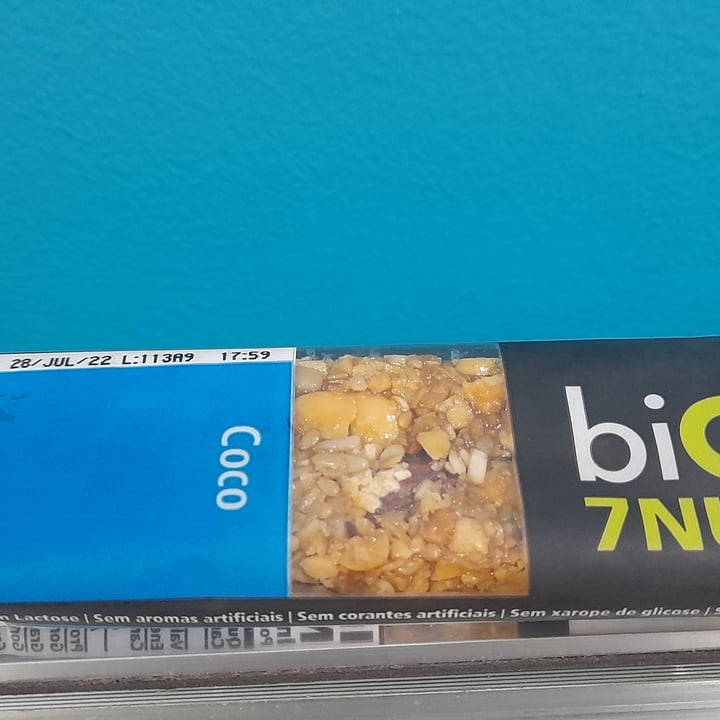 28/JUL/22 L:113A9 17:59
Coco
bi
7NU
Lactose | Sem aromas artificiais | Sem corantes artificiais | Sem xarope de glicose |